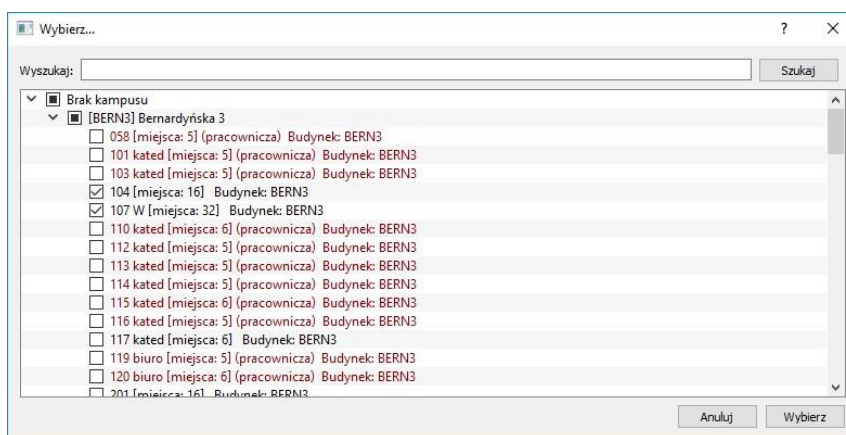 Wybierz...
?
Wyszukaj:
Szukaj
Brak kampusu
[BERN3] Bernardyńska 3
058 [miejsca: 5] (pracownicza) Budynek: BERN3
101 kated [miejsca: 5] (pracownicza) Budynek: BERN3
103 kated [miejsca: 5] (pracownicza) Budynek: BERN3
104 [miejsca: 16] Budynek: BERN3
107 W [miejsca: 32] Budynek: BERN3
110 kated [miejsca: 6] (pracownicza) Budynek: BERN3
112 kated [miejsca: 5] (pracownicza) Budynek: BERN3
113 kated [miejsca: 5] (pracownicza) Budynek: BERN3
114 kated [miejsca: 5] (pracownicza) Budynek: BERN3
115 kated [miejsca: 6] (pracownicza) Budynek: BERN3
116 kated [miejsca: 5] (pracownicza) Budynek: BERN3
117 kated [miejsca: 6] Budynek: BERN3
119 biuro [miejsca: 5] (pracownicza) Budynek: BERN3
120 biuro [miejsca: 6] (pracownicza) Budynek: BERN3
201 [miejsca: 16] Budynek: BERN3
Anuluj
Wybierz